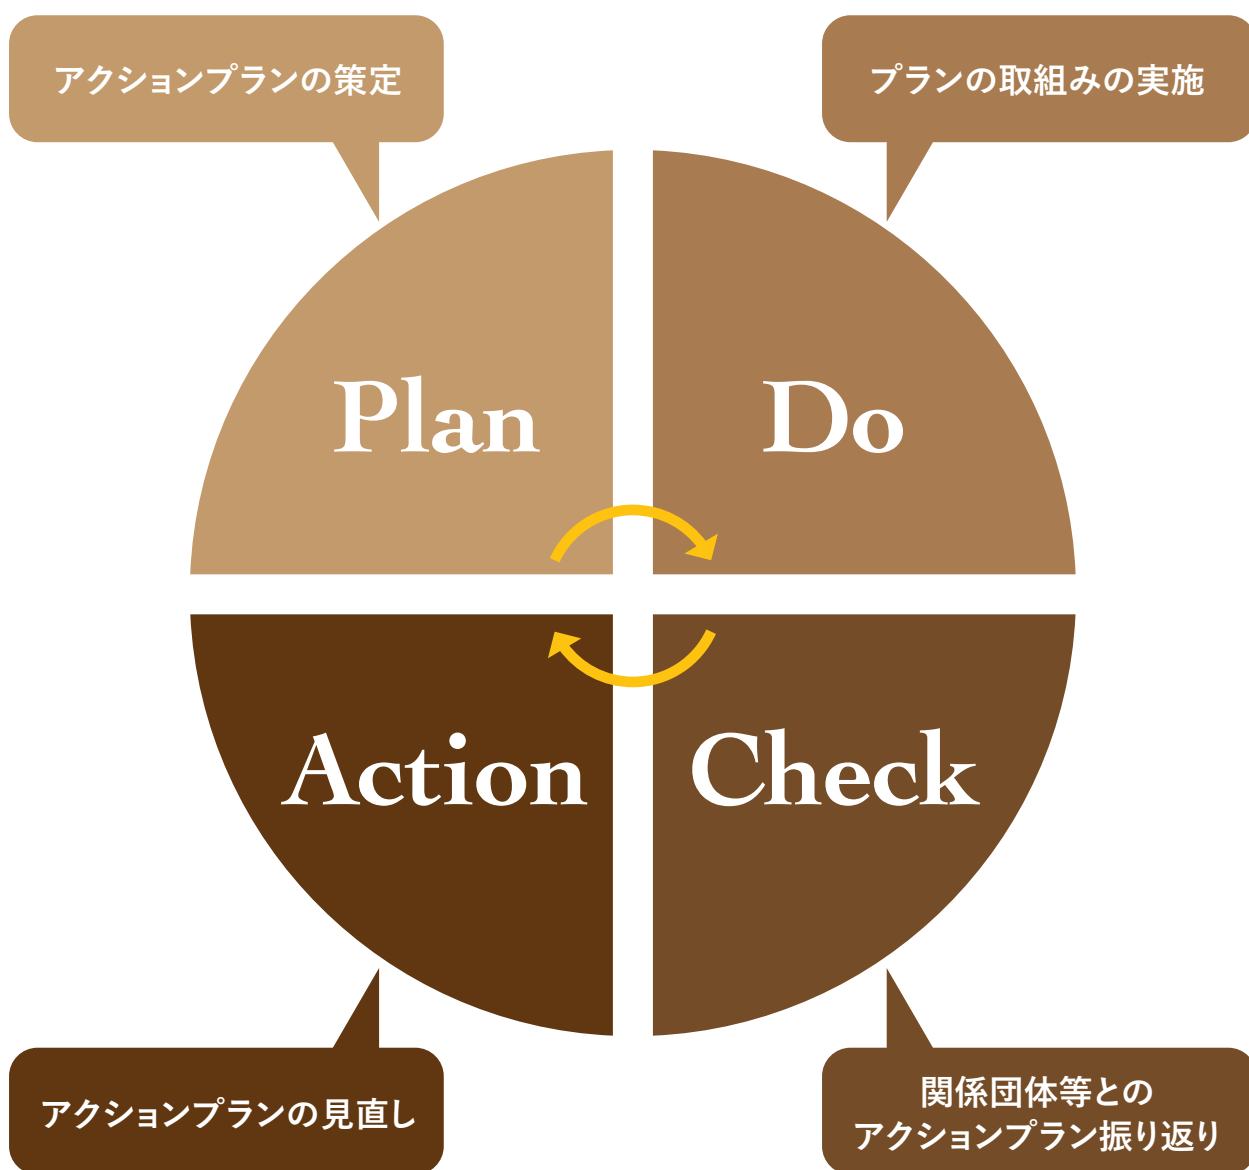 アクションプランの策定
プランの取組みの実施
Plan
Do
Action
Check
アクションプランの見直し
関係団体等との
アクションプラン振り返り